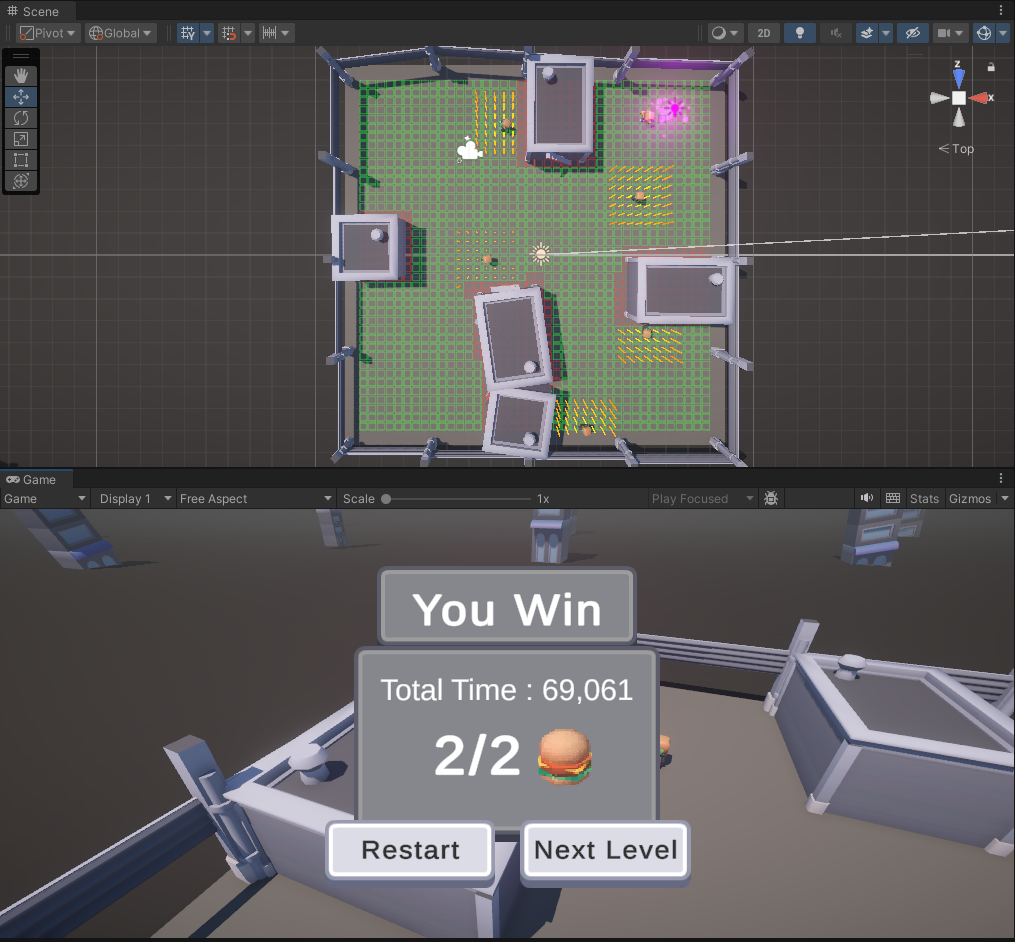 Scene
Pivot Global 2D
Y
z
x
< Top
Game
Game Display 1 Free Aspect Scale 1x Play Focused Stats Gizmos
You Win
Total Time : 69,061
2/2
Restart Next Level